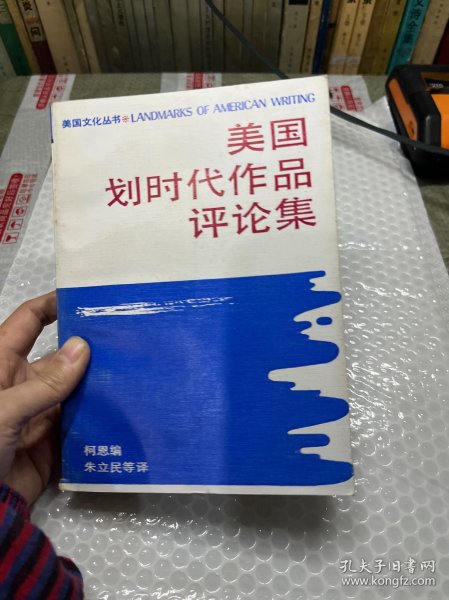 美国文化丛书※LANDMARKS OF AMERICAN WRITING
美国
划时代作品
评论集
柯恩编
朱立民等译
孔夫子旧书网
www.kongfz.com